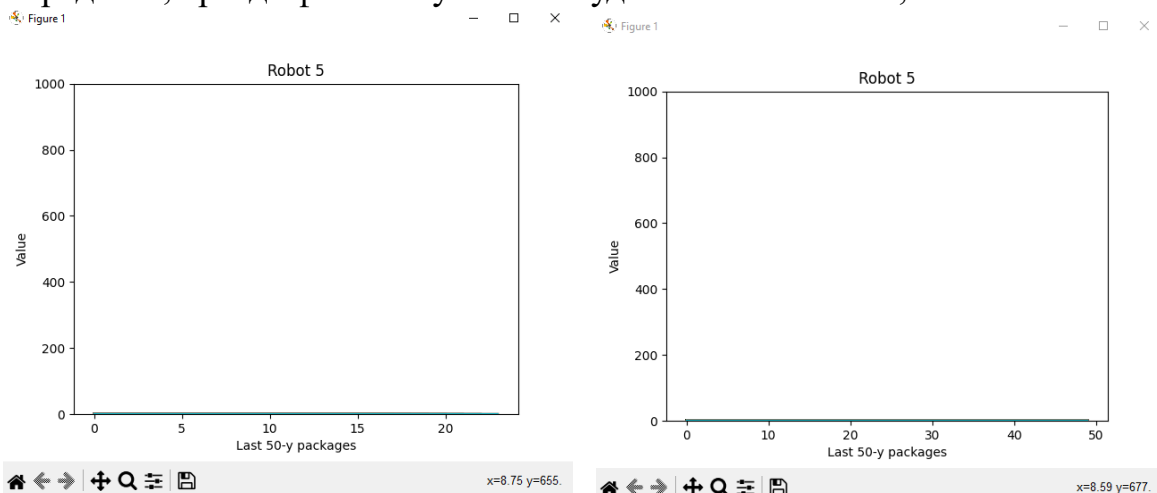 Figure 1
Robot 5
1000
800
600
400
200
0
Value
0 5 10 15 20
Last 50-y packages
x=8.75 y=655.
Figure 1
Robot 5
1000
800
600
400
200
0
Value
0 10 20 30 40 50
Last 50-y packages
x=8.59 y=677.